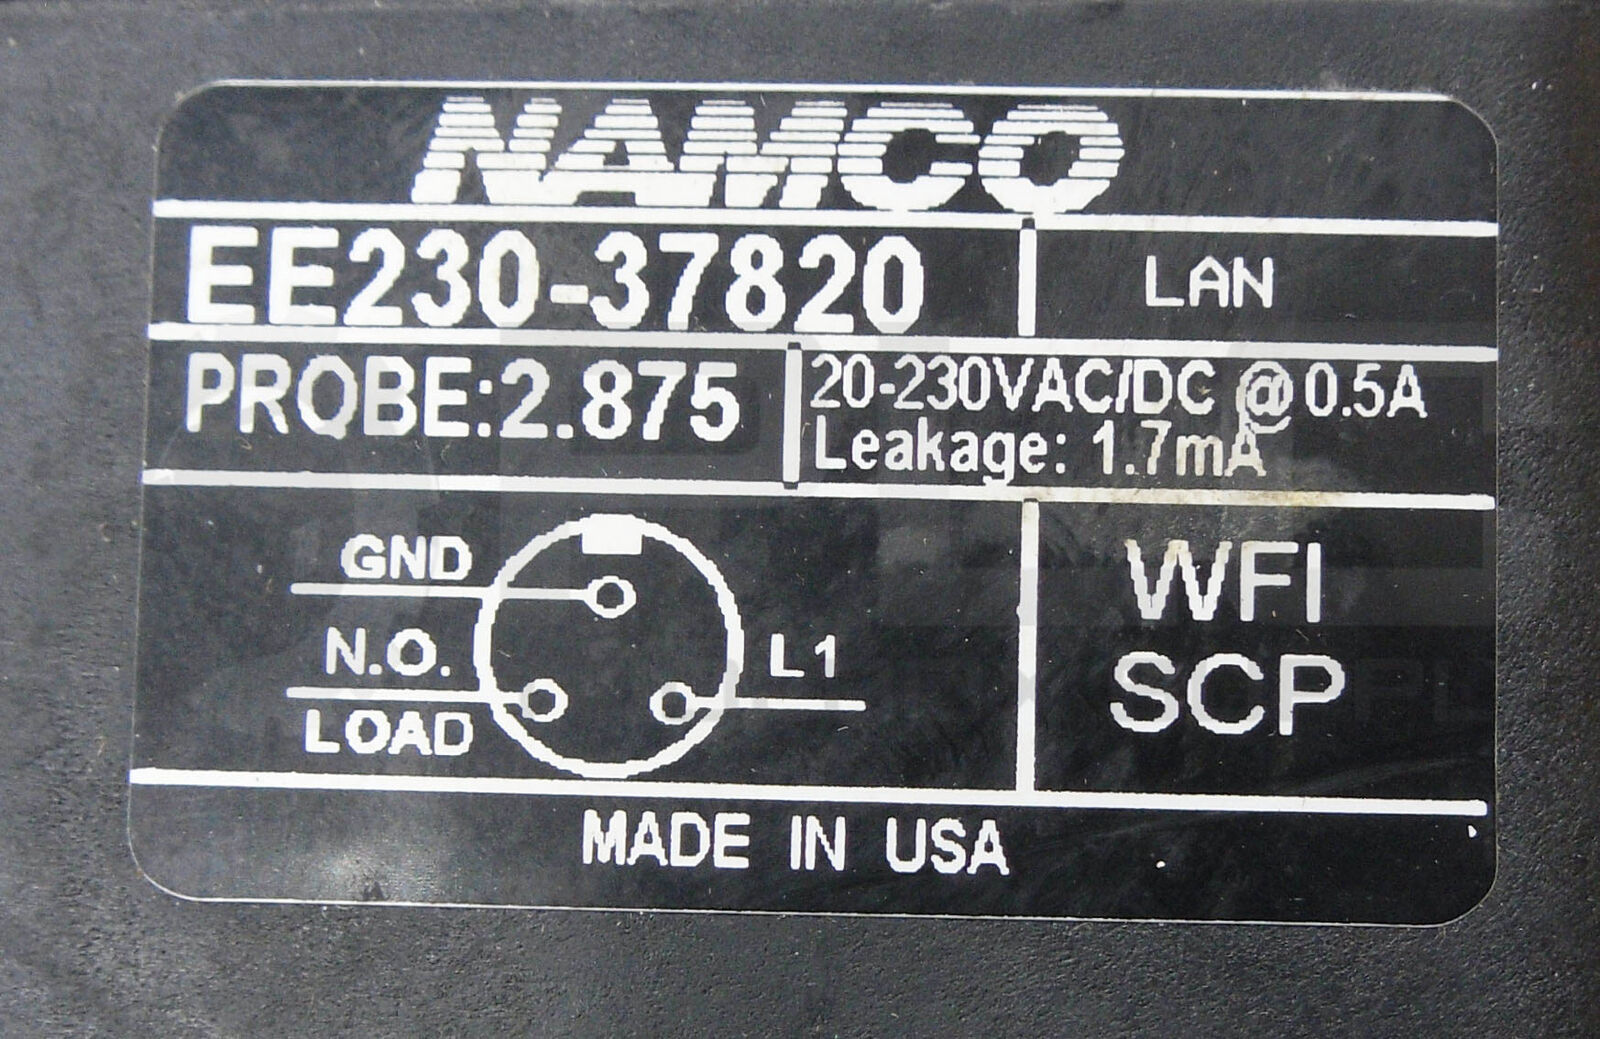 NAMCO
EE230-37820
LAN
PROBE:2.875
20-230VAC/DC @ 0.5A
Leakage: 1.7mA
GND
N.O.
LOAD
L1
WFI
SCP
MADE IN USA